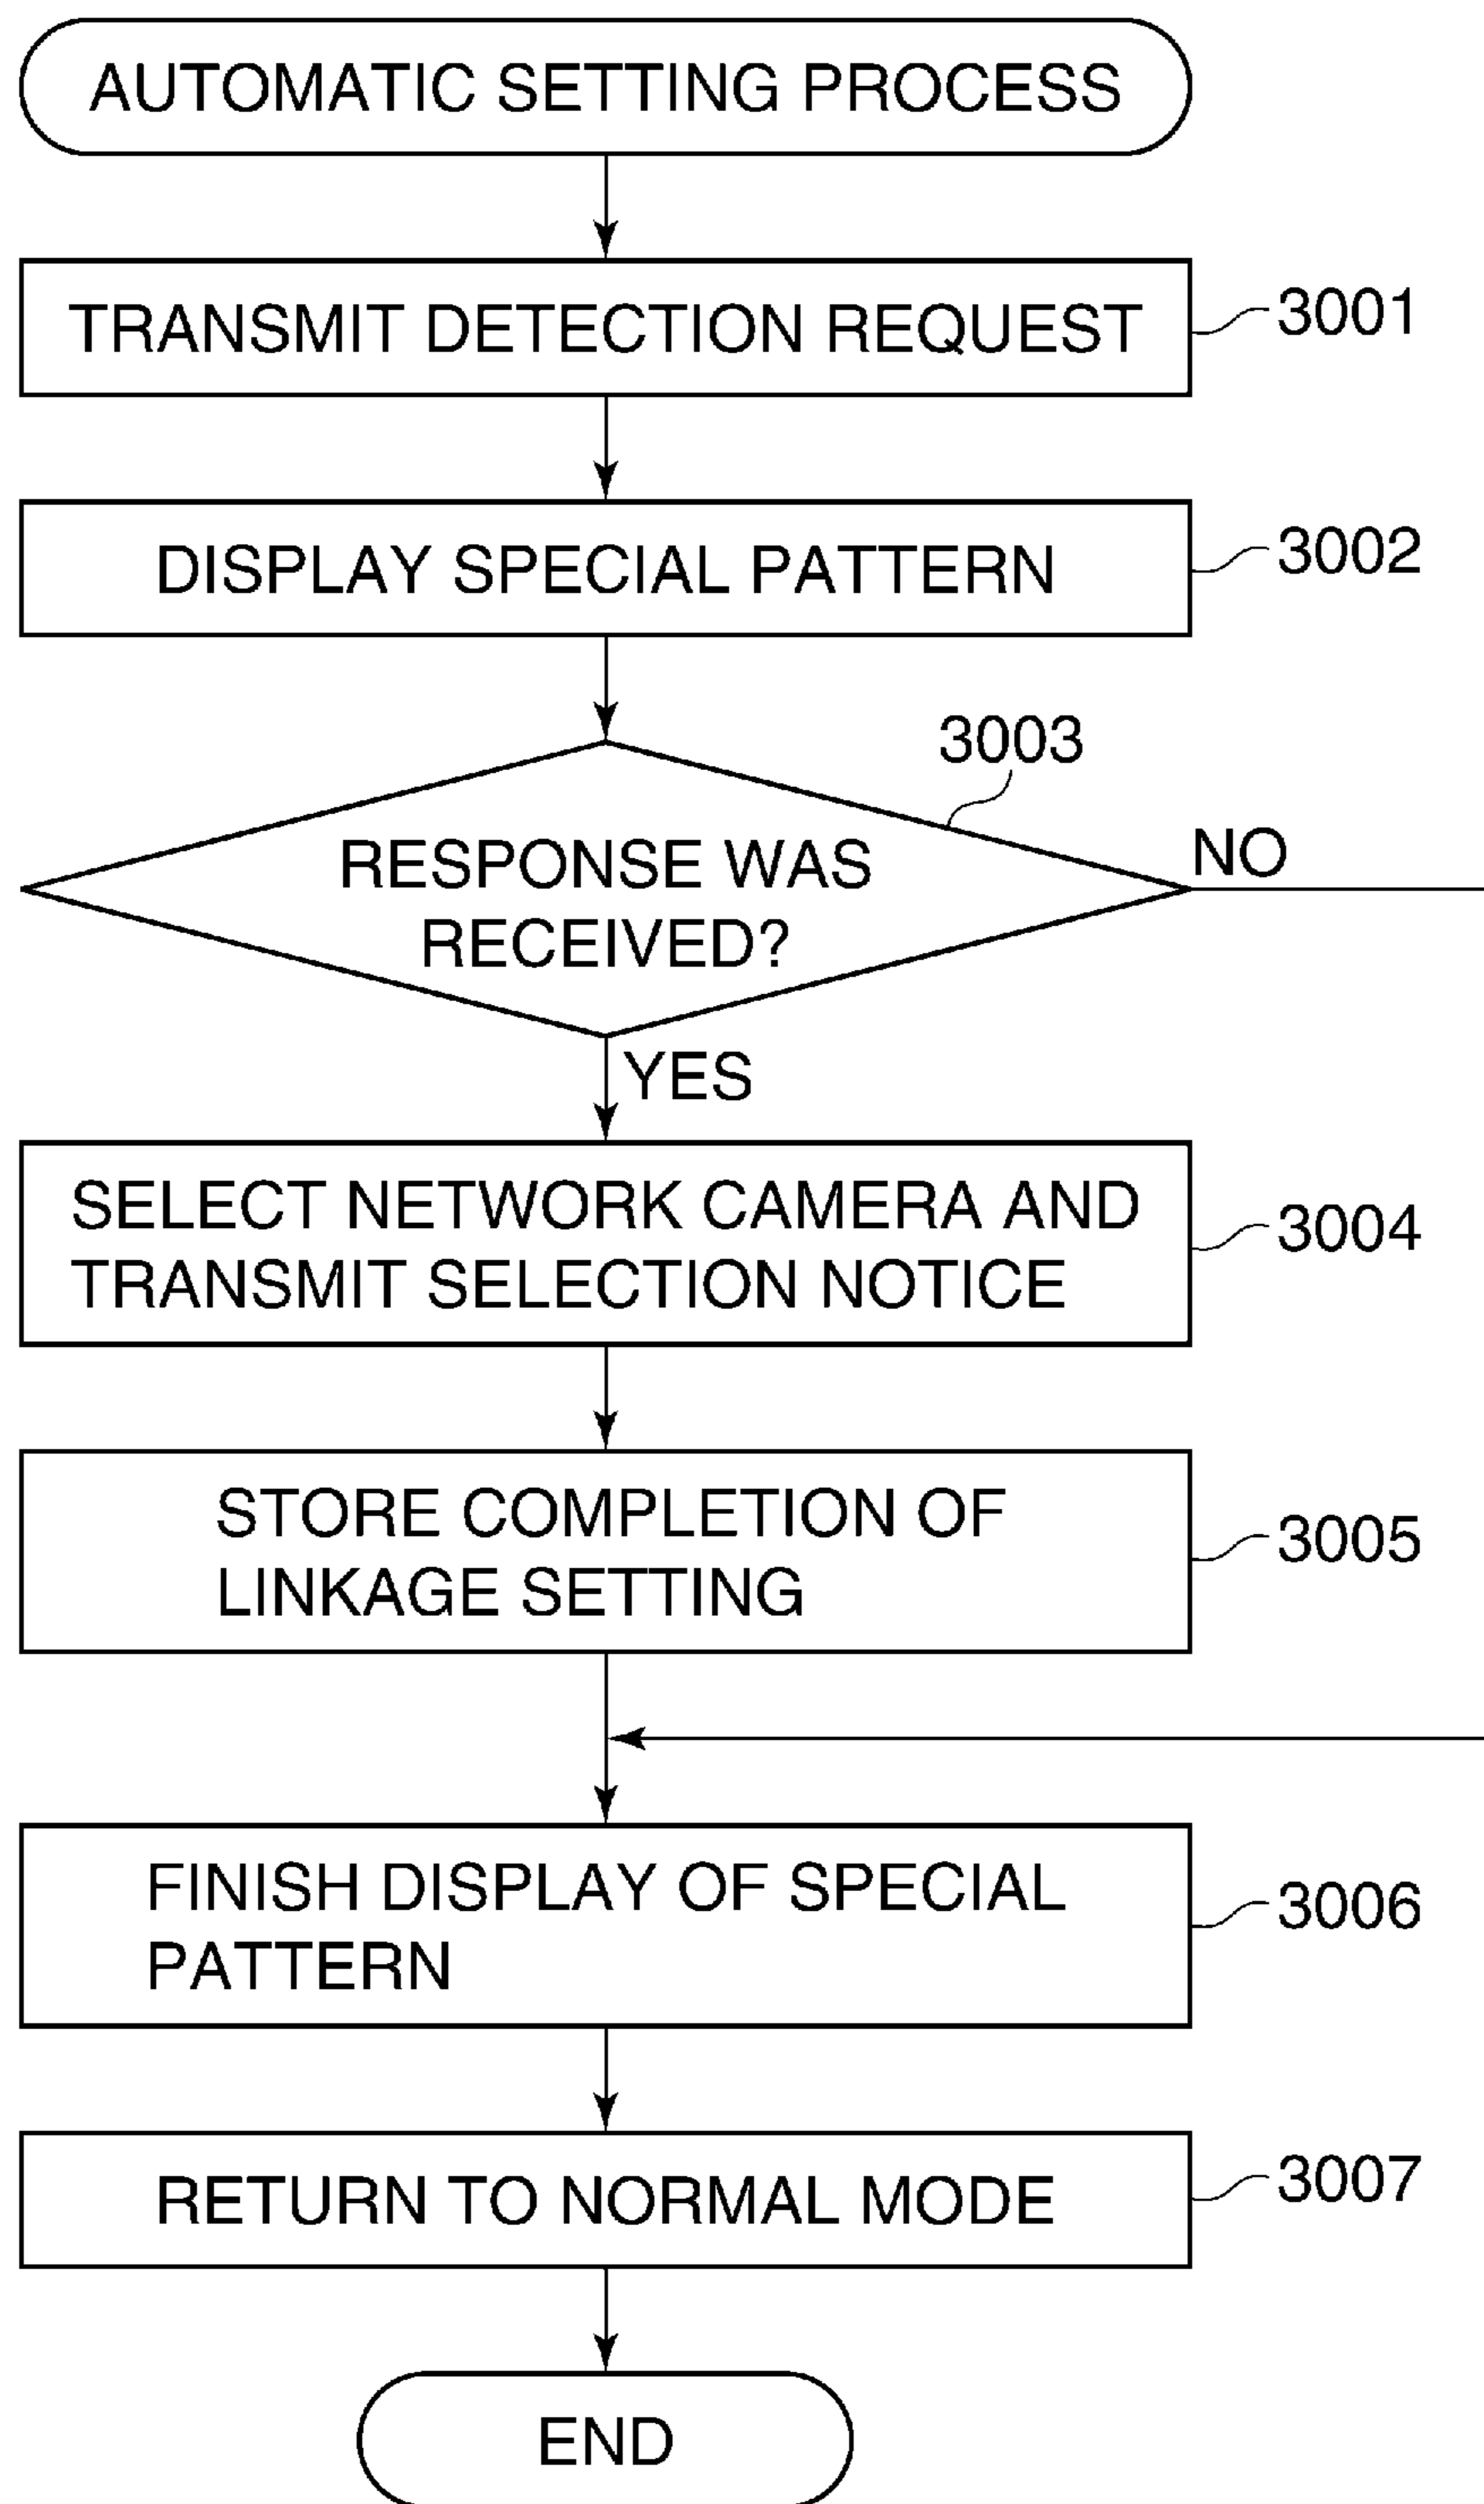 AUTOMATIC SETTING PROCESS
TRANSMIT DETECTION REQUEST
3001
DISPLAY SPECIAL PATTERN
3002
3003
RESPONSE WAS
RECEIVED?
NO
YES
SELECT NETWORK CAMERA AND
TRANSMIT SELECTION NOTICE
3004
STORE COMPLETION OF
LINKAGE SETTING
3005
FINISH DISPLAY OF SPECIAL
PATTERN
3006
RETURN TO NORMAL MODE
3007
END